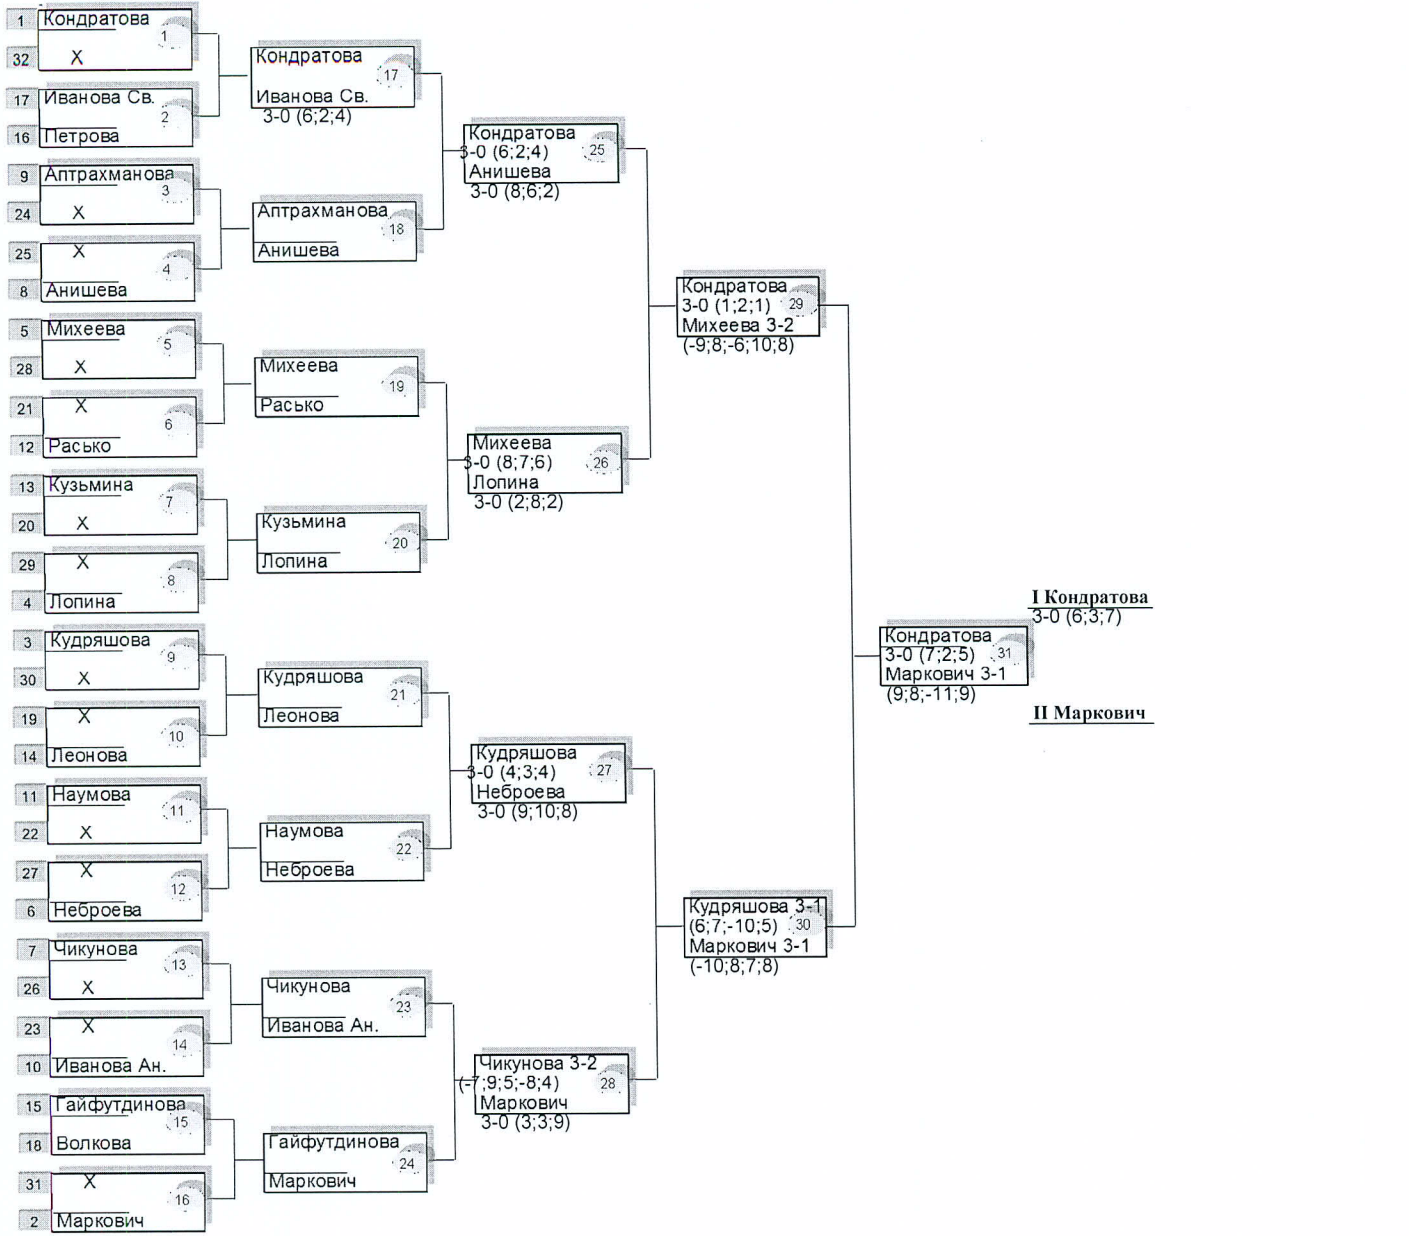 1 Кондратова 1
32 X
17 Иванова Св. 2
16 Петрова
9 Аптрахманова 3
24 X
25 X 4
8 Анишева
5 Михеева 5
28 X
21 X 6
12 Расько
13 Кузьмина 7
20 X
29 X 8
4 Лопина
3 Кудряшова 9
30 X
19 X 10
14 Леонова
11 Наумова 11
22 X
27 X 12
6 Неброева
7 Чикунова 13
26 X
23 X 14
10 Иванова Ан.
15 Гайфутдинова 15
18 Волкова
31 X 16
2 Маркович
Кондратова 17
Иванова Св.
3-0 (6;2;4)
Аптрахманова 18
Анишева
Михеева 19
Расько
Кузьмина 20
Лопина
Кудряшова 21
Леонова
Наумова 22
Неброева
Чикунова 23
Иванова Ан.
Гайфутдинова 24
Маркович
Кондратова
3-0 (6;2;4) 25
Анишева
3-0 (8;6;2)
Михеева
3-0 (8;7;6) 26
Лопина
3-0 (2;8;2)
Кудряшова
3-0 (4;3;4) 27
Неброева
3-0 (9;10;8)
Чикунова 3-2
(-7;9;5;-8;4) 28
Маркович
3-0 (3;3;9)
Кондратова
3-0 (1;2;1) 29
Михеева 3-2
(-9;8;-6;10;8)
Кудряшова 3-1
(6;7;-10;5) 30
Маркович 3-1
(-10;8;7;8)
Кондратова
3-0 (7;2;5) 31
Маркович 3-1
(9;8;-11;9)
I Кондратова
3-0 (6;3;7)
II Маркович